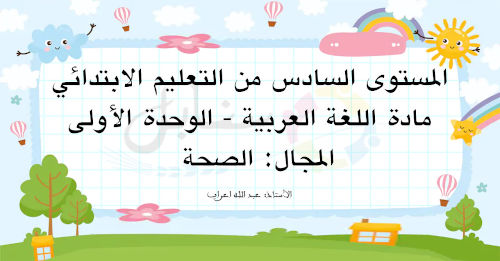 المستوى السادس من التعليم الابتدائي
مادة اللغة العربية - الوحدة الأولى
المجال: الصحة
الأستاذ: عبد الله اعراب